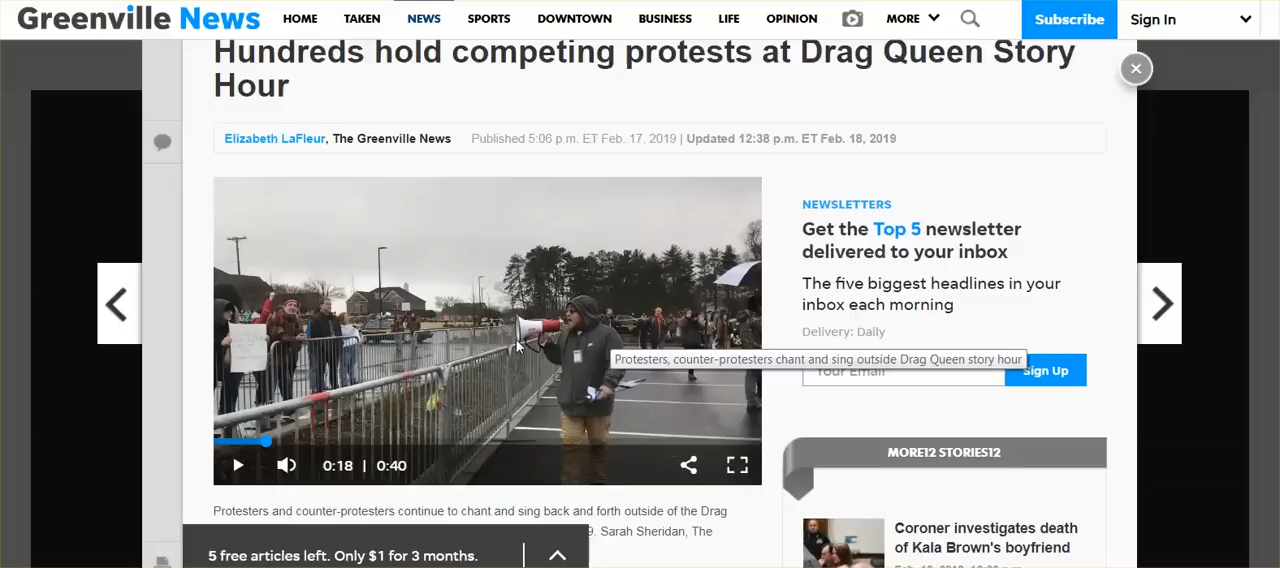 Greenville News
HOME TAKEN NEWS SPORTS DOWNTOWN BUSINESS LIFE OPINION MORE
Subscribe
Sign In
Hundreds hold competing protests at Drag Queen Story
Hour
Elizabeth LaFleur, The Greenville News Published 5:06 p.m. ET Feb. 17, 2019 | Updated 12:38 p.m. ET Feb. 18, 2019
0:18 | 0:40
Protesters and counter-protesters continue to chant and sing back and forth outside of the Drag
9. Sarah Sheridan, The
5 free articles left. Only $1 for 3 months.
NEWSLETTERS
Get the Top 5 newsletter
delivered to your inbox
The five biggest headlines in your
inbox each morning
Delivery: Daily
Protesters, counter-protesters chant and sing outside Drag Queen story hour
Your Email
Sign Up
MORE12 STORIES12
Coroner investigates death
of Kala Brown's boyfriend